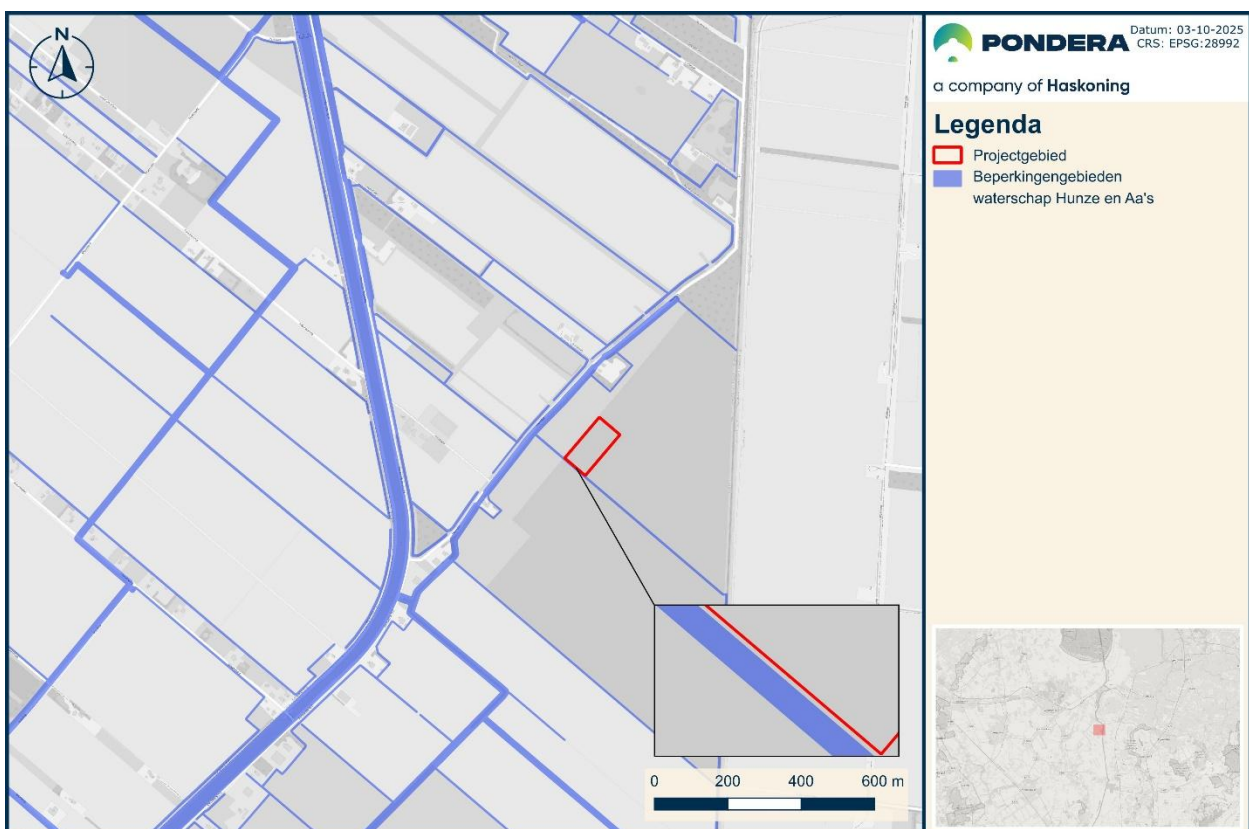 N
PONDERA
Datum: 03-10-2025
CRS: EPSG:28992
a company of Haskoning
Legenda
Projectgebied
Beperkingengebieden
waterschap Hunze en Aa's
0 200 400 600 m